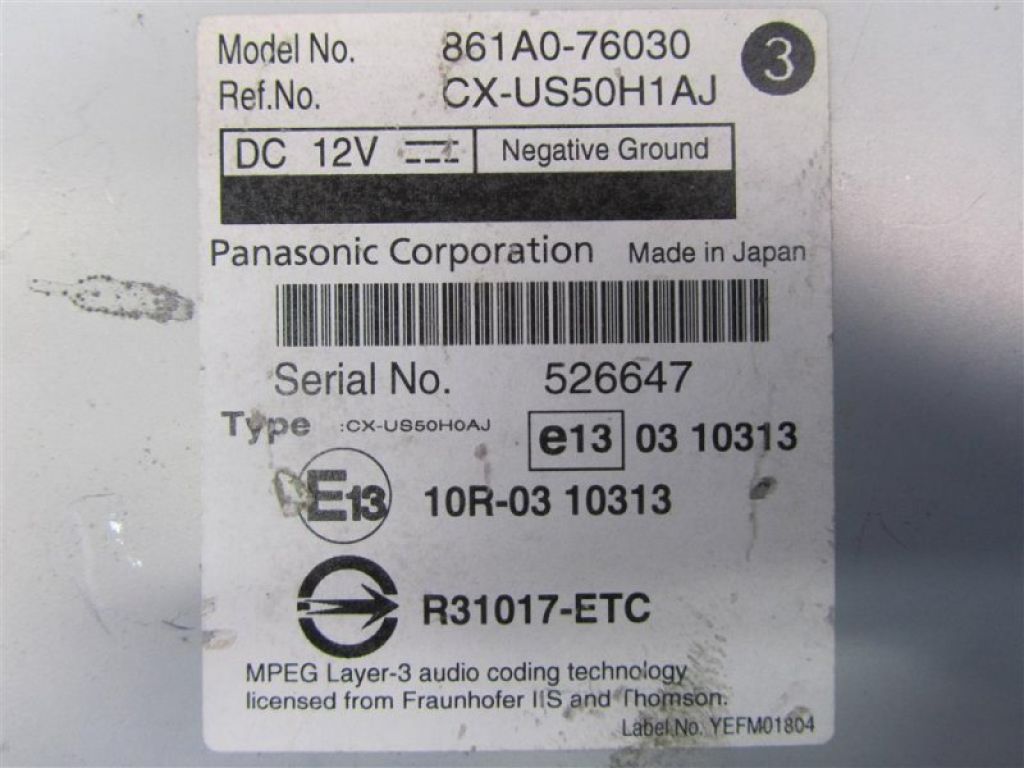 Model No. 861A0-76030 3
Ref.No. CX-US50H1AJ
DC 12V Negative Ground
Panasonic Corporation Made in Japan
Serial No. 526647
Type :CX-US50H0AJ e13 03 10313
E13 10R-03 10313
R31017-ETC
MPEG Layer-3 audio coding technology
licensed from Fraunhofer IIS and Thomson.
Label No. YEFM01804